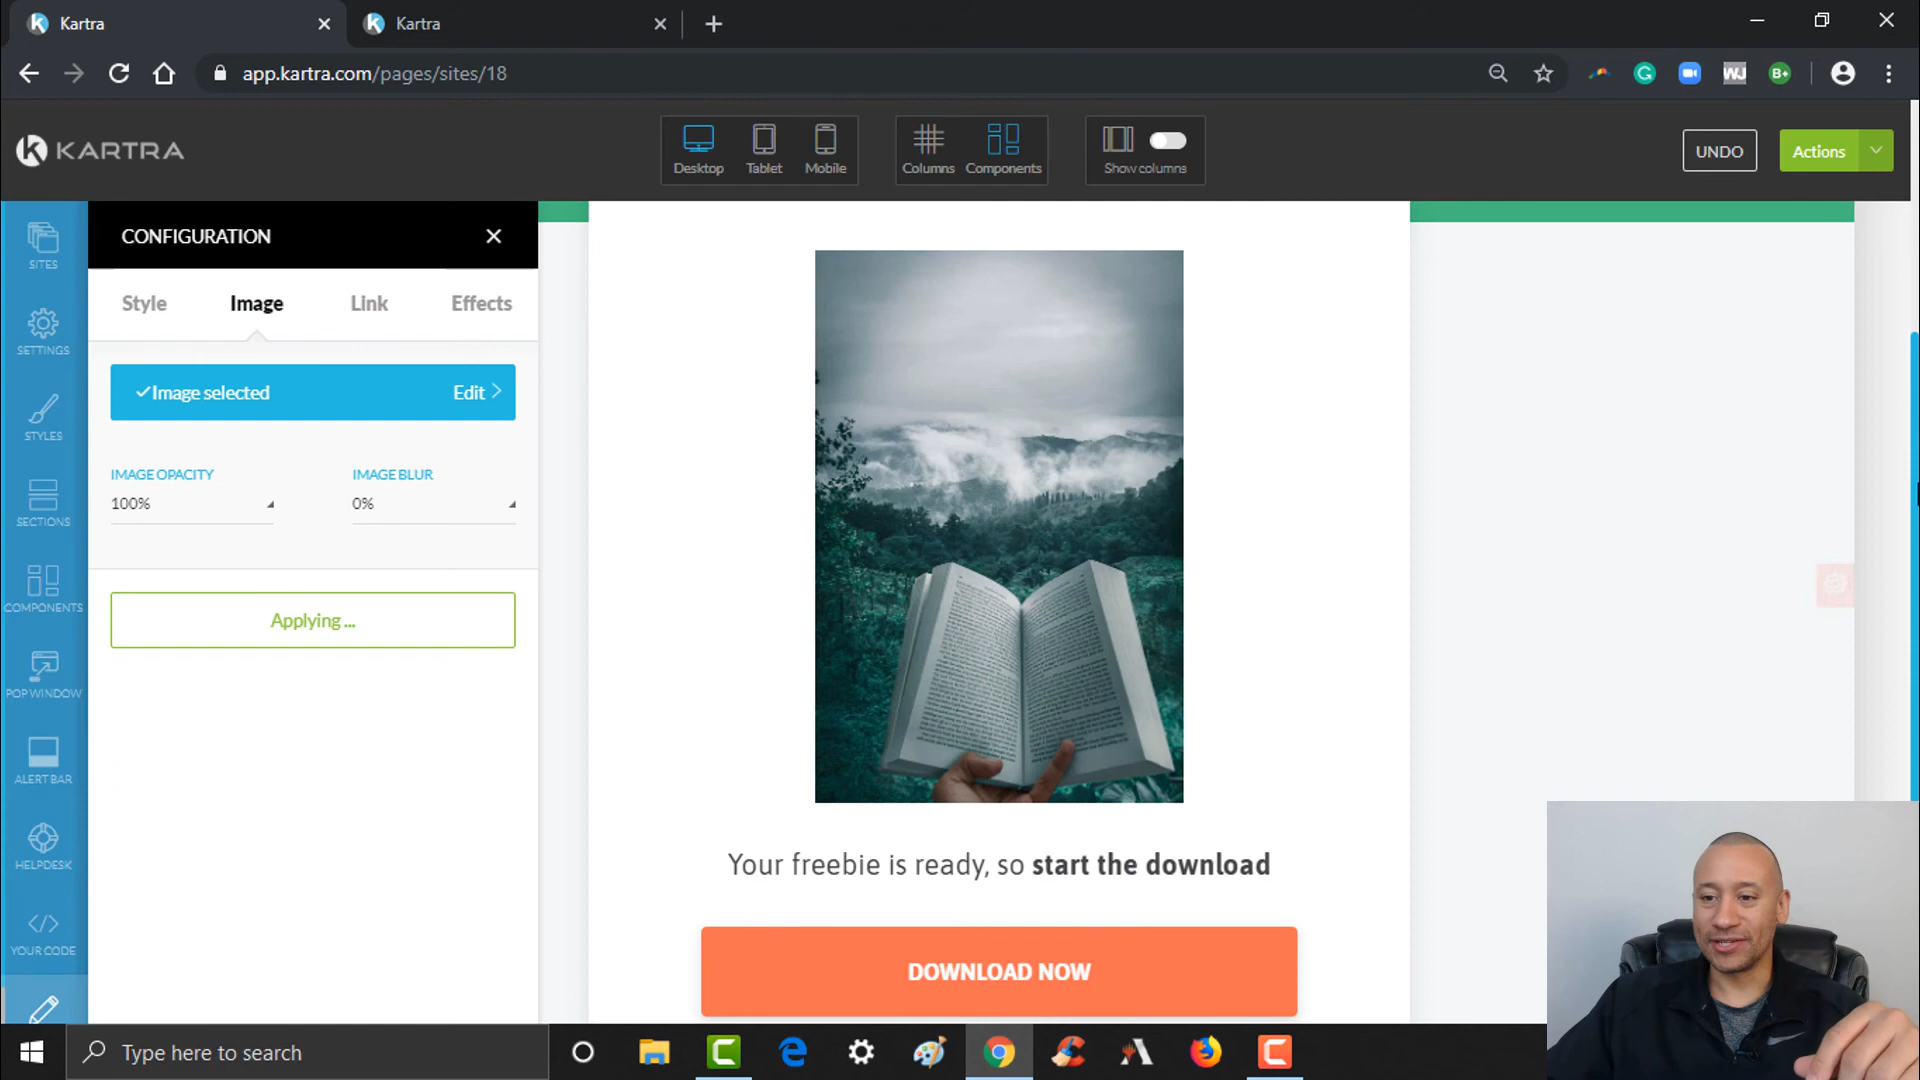 Kartra
Kartra
app.kartra.com/pages/sites/18
WJ
B+
KARTRA
Desktop
Tablet
Mobile
Columns
Components
Show columns
UNDO
Actions
SITES
SETTINGS
STYLES
SECTIONS
COMPONENTS
POP WINDOW
ALERT BAR
HELPDESK
YOUR CODE
CONFIGURATION
Style
Image
Link
Effects
Image selected
Edit
IMAGE OPACITY
IMAGE BLUR
100%
0%
Applying ...
Your freebie is ready, so start the download
DOWNLOAD NOW
Type here to search